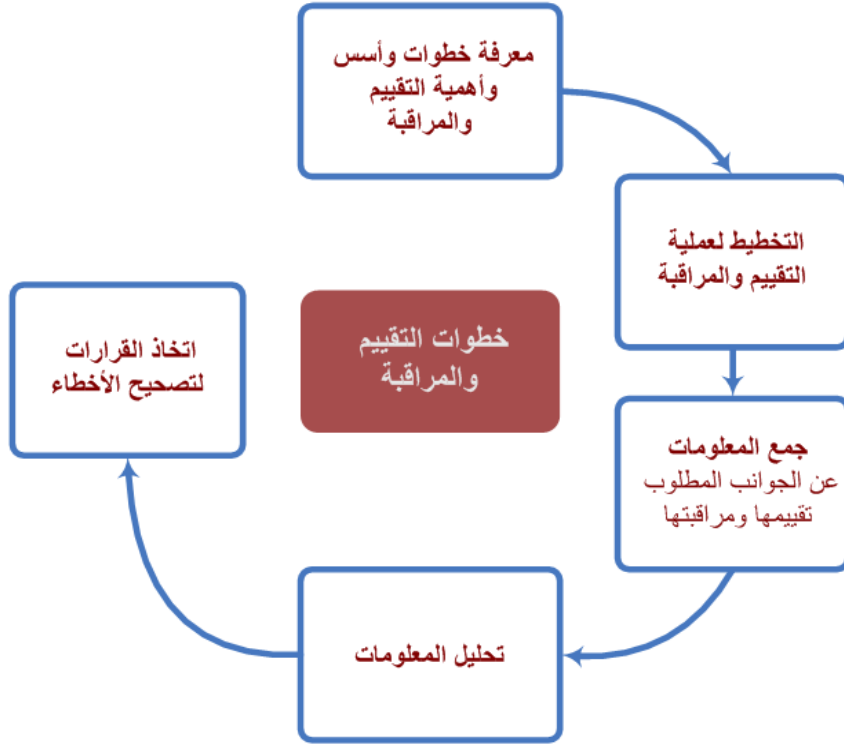 معرفة خطوات وأسس
وأهمية التقييم
والمراقبة
التخطيط لعملية
التقييم والمراقبة
جمع المعلومات
عن الجوانب المطلوب
تقييمها ومراقبتها
تحليل المعلومات
اتخاذ القرارات
لتصحيح الأخطاء
خطوات التقييم
والمراقبة